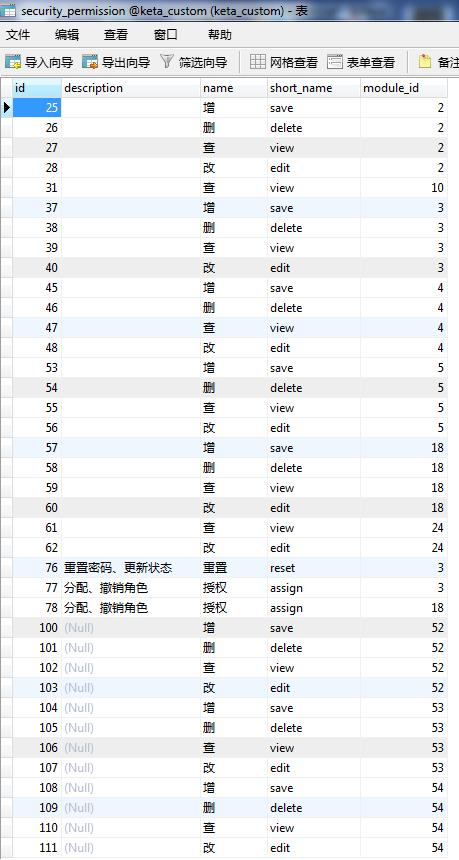 security_permission @keta_custom (keta_custom) - 表
文件 编辑 查看 窗口 帮助
导入向导 导出向导 筛选向导 网格查看 表单查看 备注
id description name short_name module_id
25 增 save 2
26 删 delete 2
27 查 view 2
28 改 edit 2
31 查 view 10
37 增 save 3
38 删 delete 3
39 查 view 3
40 改 edit 3
45 增 save 4
46 删 delete 4
47 查 view 4
48 改 edit 4
53 增 save 5
54 删 delete 5
55 查 view 5
56 改 edit 5
57 增 save 18
58 删 delete 18
59 查 view 18
60 改 edit 18
61 查 view 24
62 改 edit 24
76 重置密码、更新状态 重置 reset 3
77 分配、撤销角色 授权 assign 3
78 分配、撤销角色 授权 assign 18
100 (Null) 增 save 52
101 (Null) 删 delete 52
102 (Null) 查 view 52
103 (Null) 改 edit 52
104 (Null) 增 save 53
105 (Null) 删 delete 53
106 (Null) 查 view 53
107 (Null) 改 edit 53
108 (Null) 增 save 54
109 (Null) 删 delete 54
110 (Null) 查 view 54
111 (Null) 改 edit 54